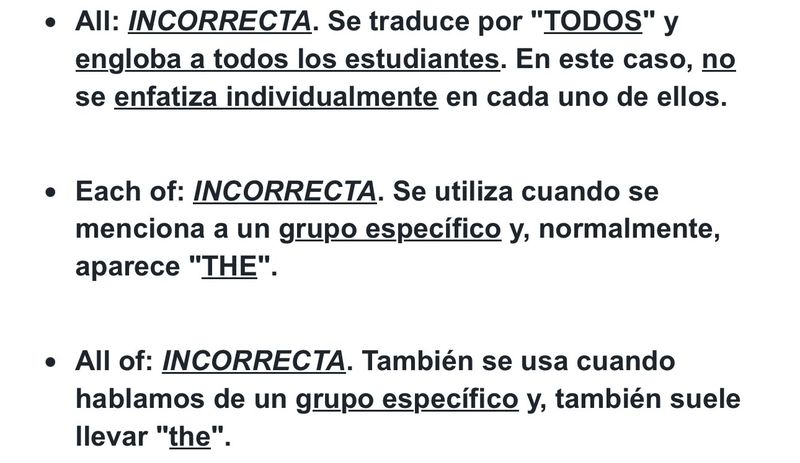 • All: INCORRECTA. Se traduce por "TODOS" y
engloba a todos los estudiantes. En este caso, no
se enfatiza individualmente en cada uno de ellos.
• Each of: INCORRECTA. Se utiliza cuando se
menciona a un grupo específico y, normalmente,
aparece "THE".
• All of: INCORRECTA. También se usa cuando
hablamos de un grupo específico y, también suele
llevar "the".